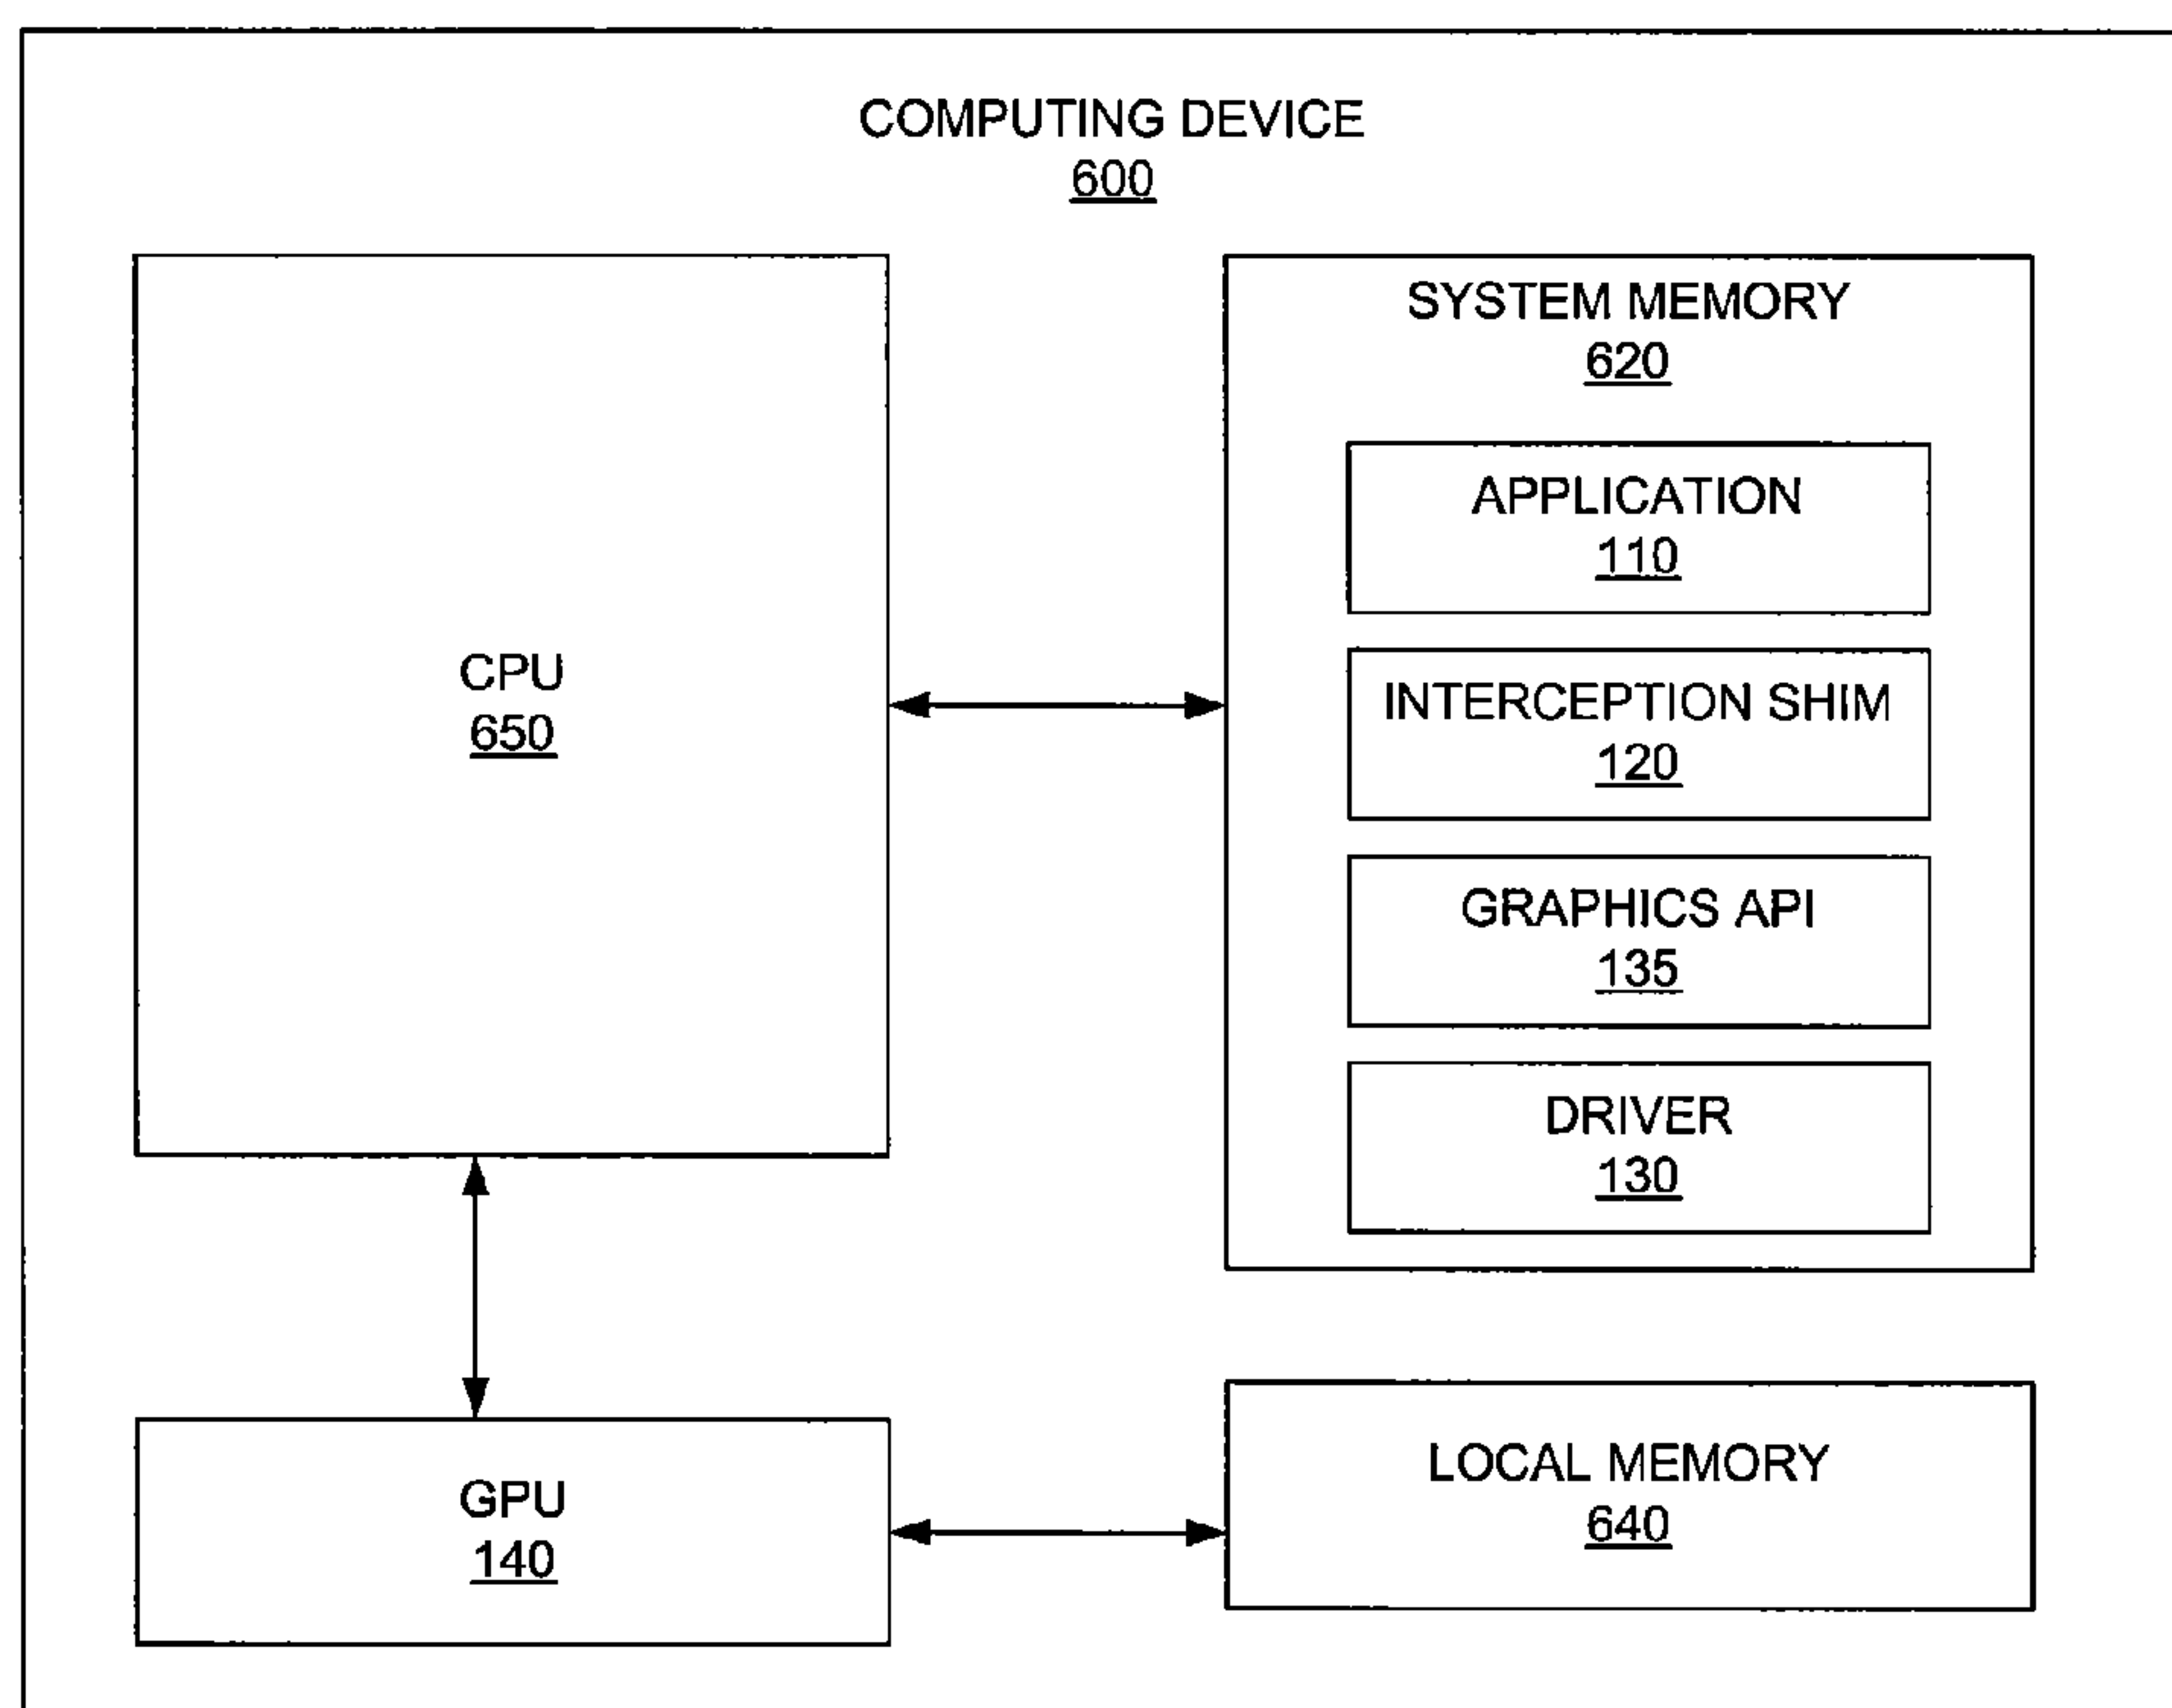 COMPUTING DEVICE
600
SYSTEM MEMORY
620
APPLICATION
110
CPU
650
INTERCEPTION SHIM
120
GRAPHICS API
135
DRIVER
130
GPU
140
LOCAL MEMORY
640